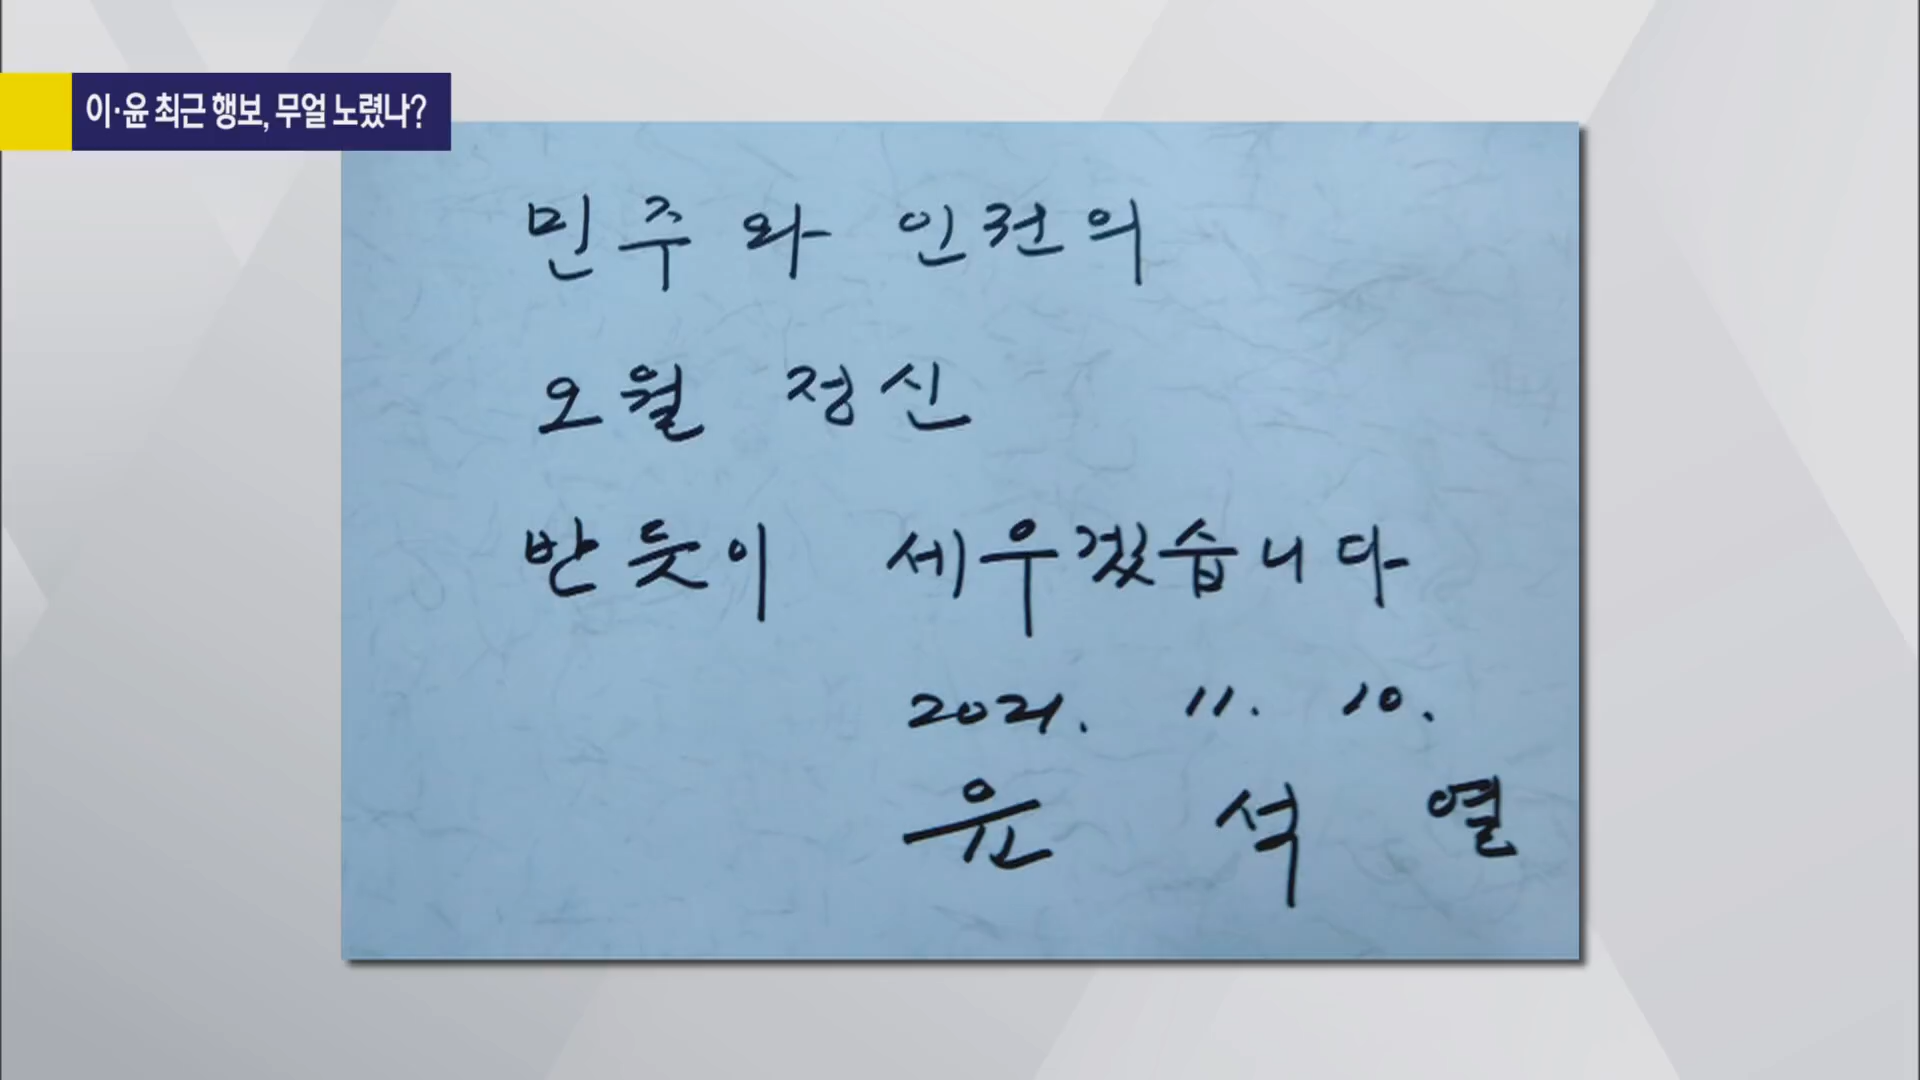 이·윤 최근 행보, 무얼 노렸나?
민주와 인권의
오월 정신
반듯이 세우겠습니다
2021. 11. 10.
윤 석 열